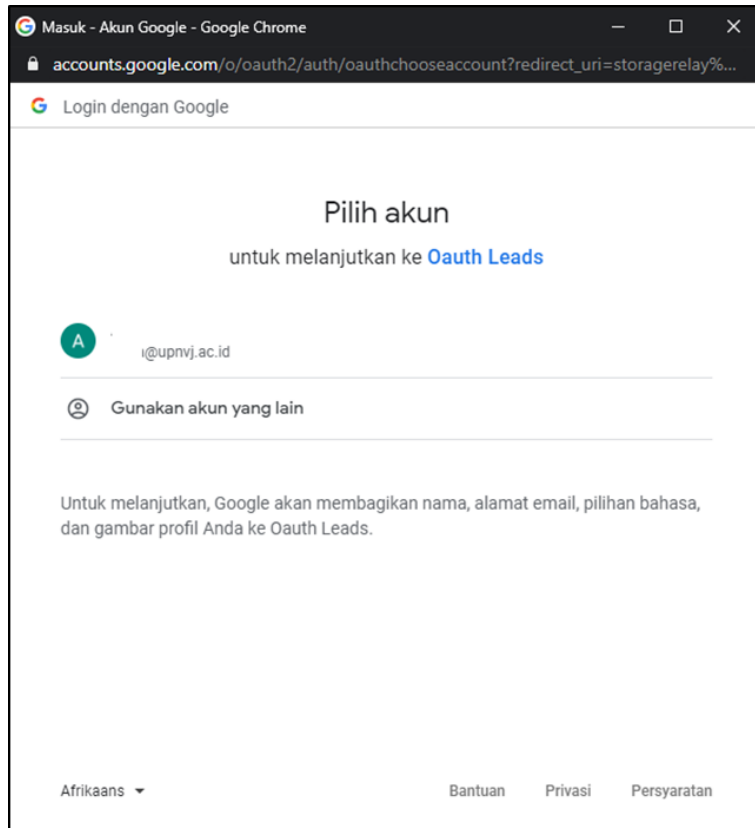 Masuk - Akun Google - Google Chrome
accounts.google.com/o/oauth2/auth/oauthchooseaccount?redirect_uri=storagerelay%...
Login dengan Google
Pilih akun
untuk melanjutkan ke Oauth Leads
A
@upnvj.ac.id
Gunakan akun yang lain
Untuk melanjutkan, Google akan membagikan nama, alamat email, pilihan bahasa,
dan gambar profil Anda ke Oauth Leads.
Afrikaans Bantuan Privasi Persyaratan